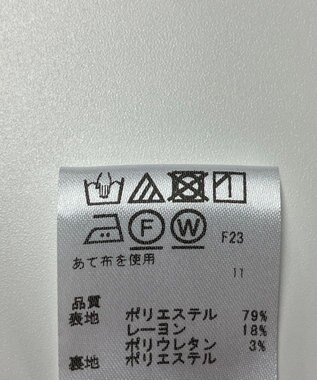 F W F23
あて布を使用
11
品質
表地 ポリエステル 79%
レーヨン 18%
ポリウレタン 3%
裏地 ポリエステル